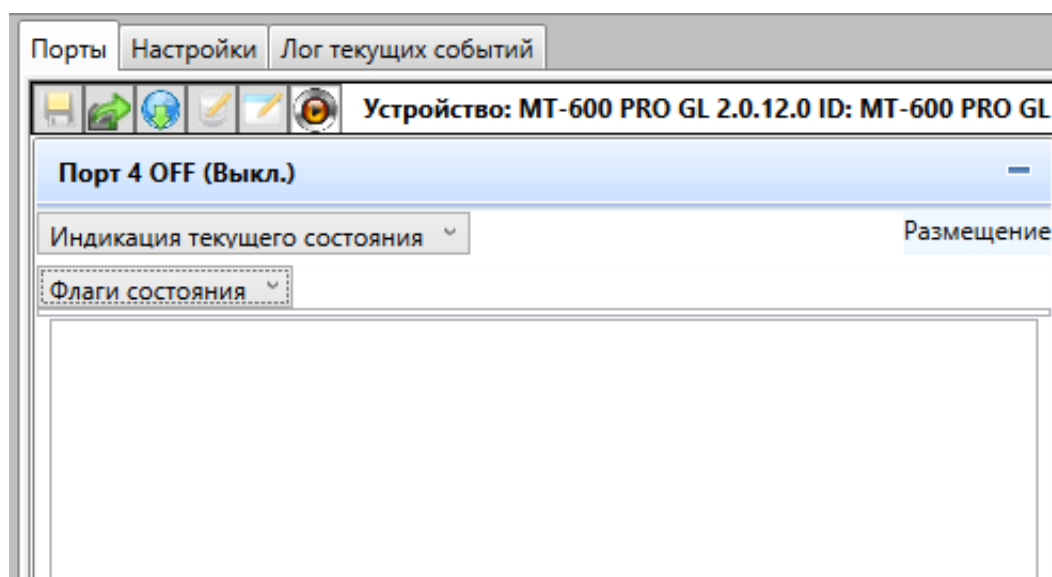 Порты Настройки Лог текущих событий
Устройство: MT-600 PRO GL 2.0.12.0 ID: MT-600 PRO GL
Порт 4 OFF (Выкл.)
Индикация текущего состояния Размещение
Флаги состояния